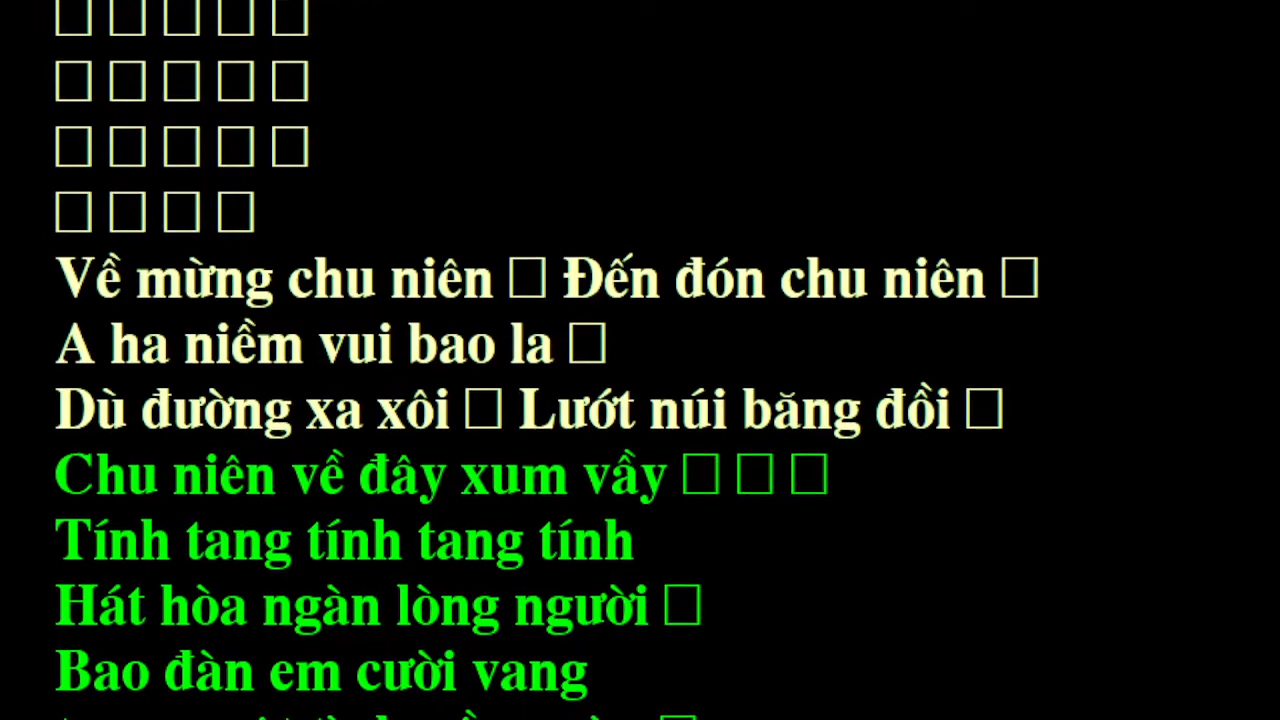 □ □ □ □ □
□ □ □ □ □
□ □ □ □ □
□ □ □ □
Về mừng chu niên □ Đến đón chu niên □
A ha niềm vui bao la □
Dù đường xa xôi □ Lướt núi băng đồi □
Chu niên về đây xum vầy □ □ □
Tính tang tính tang tính
Hát hòa ngàn lòng người □
Bao đàn em cười vang